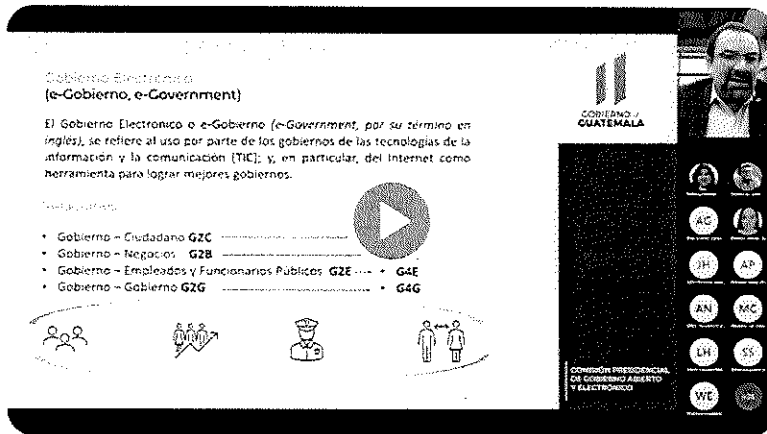 Gobierno Electrónico
(e-Gobierno, e-Government)
El Gobierno Electrónico o e-Gobierno (e-Government, por su término en
inglés), se refiere al uso por parte de los gobiernos de las tecnologías de la
información y la comunicación [TIC]; y, en particular, del Internet como
herramienta para lograr mejores gobiernos.
• Gobierno – Ciudadano G2C
• Gobierno – Negocios G2B
• Gobierno – Empleados y Funcionarios Públicos G2E • G4E
• Gobierno – Gobierno G2G • G4G
GOBIERNO de
GUATEMALA
COMISIÓN PRESIDENCIAL
DE GOBIERNO ABIERTO
Y ELECTRÓNICO
AG
JH AP
AN MC
LH SS
WE